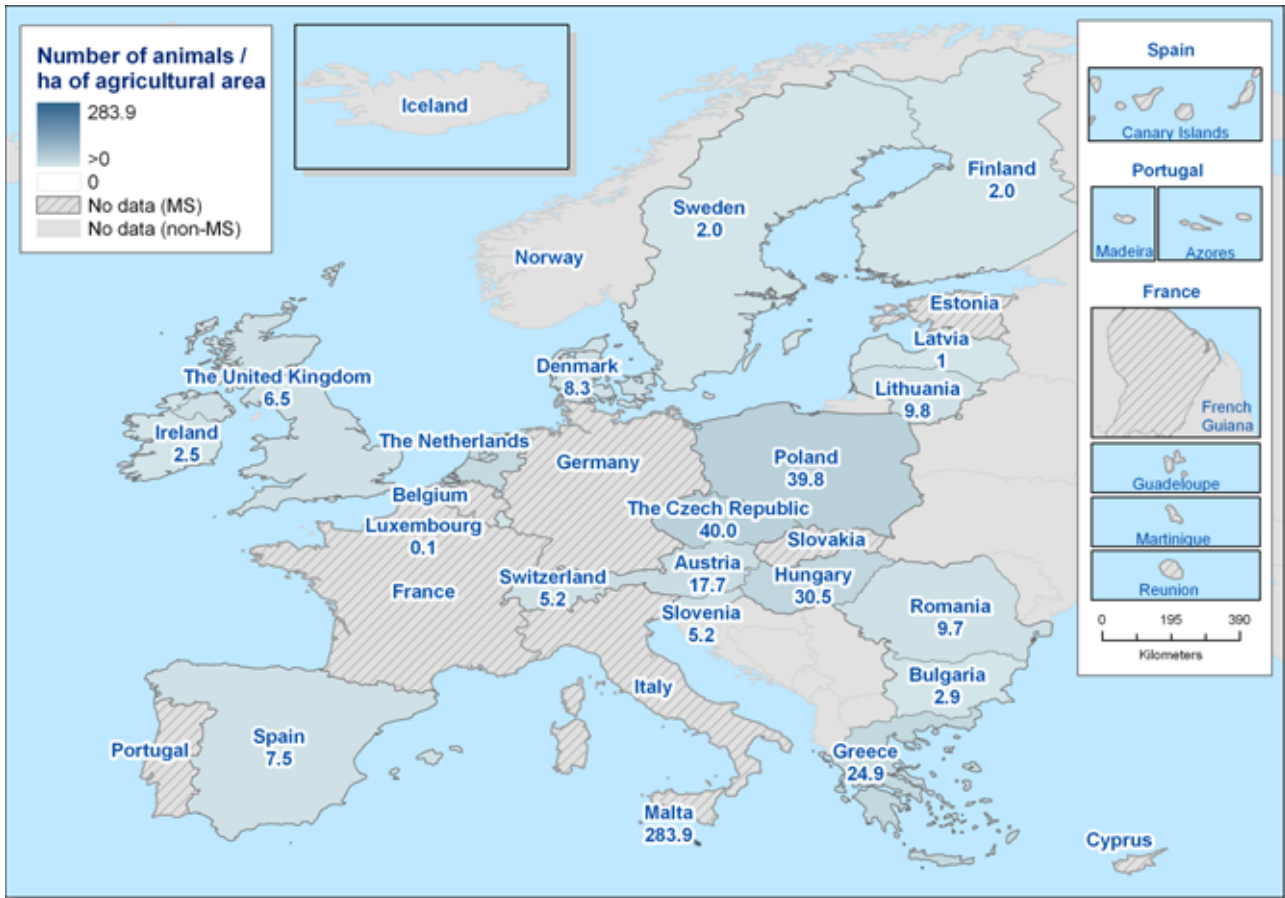 Number of animals /
ha of agricultural area
283.9
>0
0
No data (MS)
No data (non-MS)
Iceland
Norway
Sweden
2.0
Finland
2.0
Estonia
Latvia
1
Lithuania
9.8
Denmark
8.3
The United Kingdom
6.5
Ireland
2.5
The Netherlands
Belgium
Luxembourg
0.1
Germany
Poland
39.8
The Czech Republic
40.0
Slovakia
Austria
17.7
Hungary
30.5
Switzerland
5.2
France
Slovenia
5.2
Romania
9.7
Bulgaria
2.9
Italy
Portugal
Spain
7.5
Greece
24.9
Malta
283.9
Cyprus
Spain
Canary Islands
Portugal
Madeira
Azores
France
French
Guiana
Guadeloupe
Martinique
Reunion
0 195 390
Kilometers